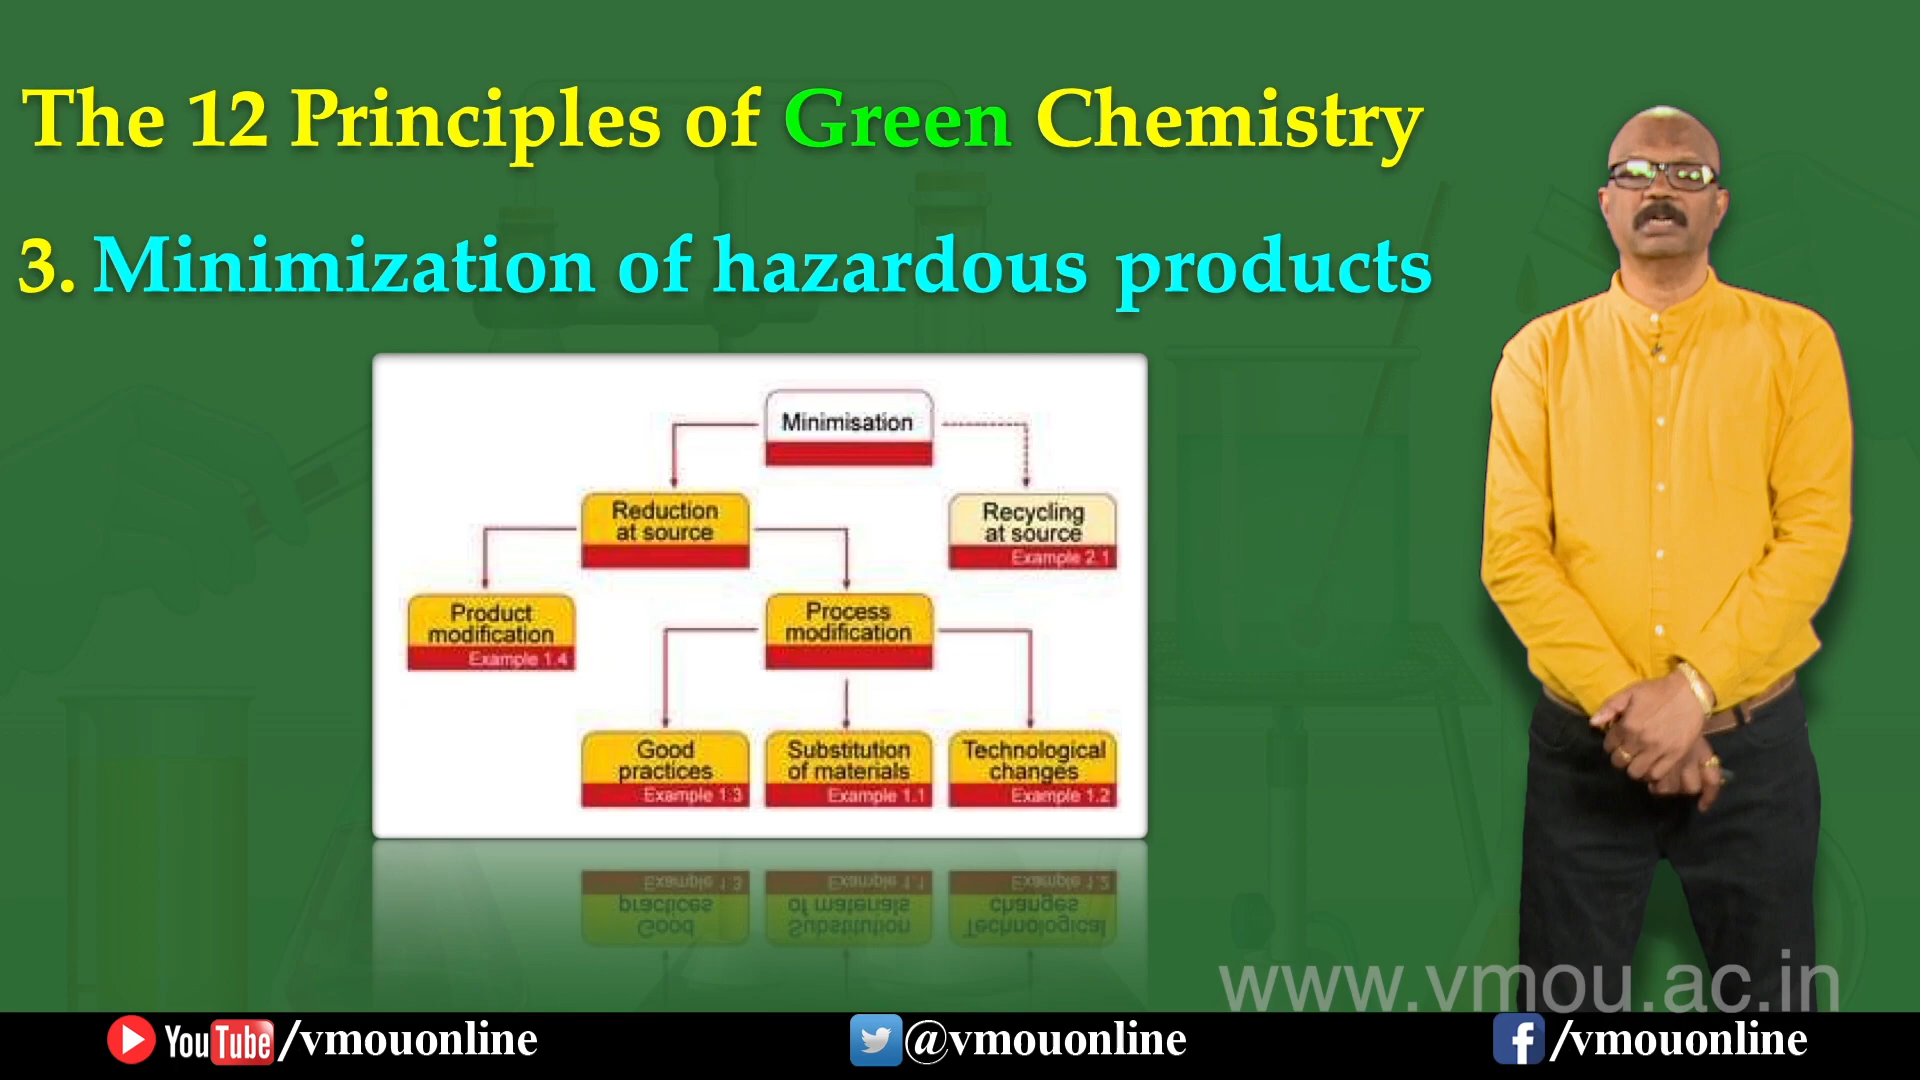 The 12 Principles of Green Chemistry
3. Minimization of hazardous products
Minimisation
Reduction
at source
Recycling
at source
Example 2.1
Product
modification
Example 1.4
Process
modification
Good
practices
Example 1.3
Substitution
of materials
Example 1.1
Technological
changes
Example 1.2
www.vmou.ac.in
YouTube /vmouonline
@vmouonline
f /vmouonline